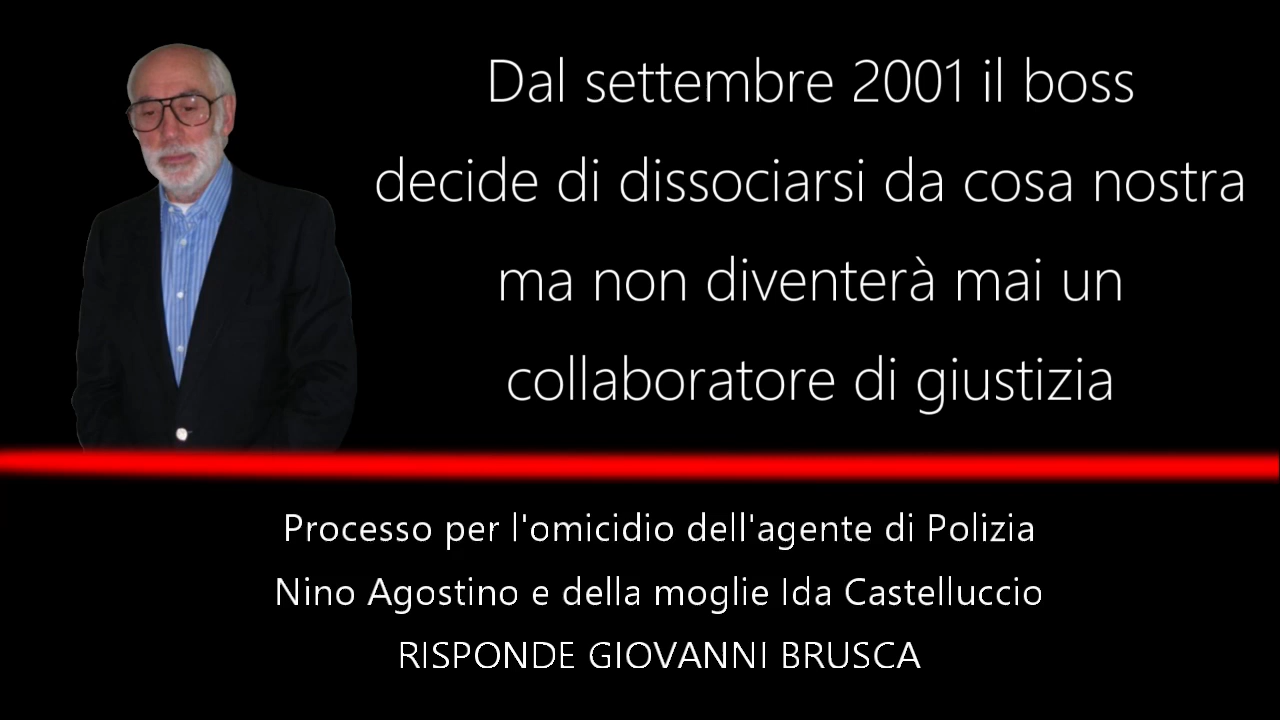 Dal settembre 2001 il boss
decide di dissociarsi da cosa nostra
ma non diventerà mai un
collaboratore di giustizia
Processo per l'omicidio dell'agente di Polizia
Nino Agostino e della moglie Ida Castelluccio
RISPONDE GIOVANNI BRUSCA